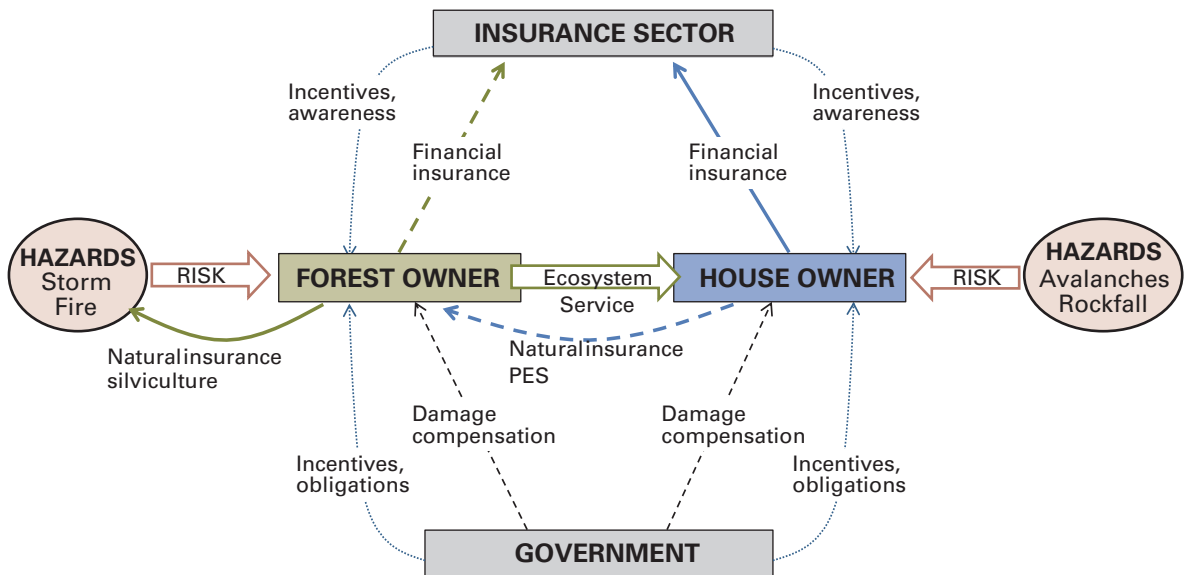 INSURANCE SECTOR
Incentives,
awareness
Incentives,
awareness
Financial
insurance
Financial
insurance
HAZARDS
Storm
Fire
RISK
FOREST OWNER
Ecosystem
Service
HOUSE OWNER
RISK
HAZARDS
Avalanches
Rockfall
Naturalinsurance
silviculture
Naturalinsurance
PES
Damage
compensation
Damage
compensation
Incentives,
obligations
Incentives,
obligations
GOVERNMENT